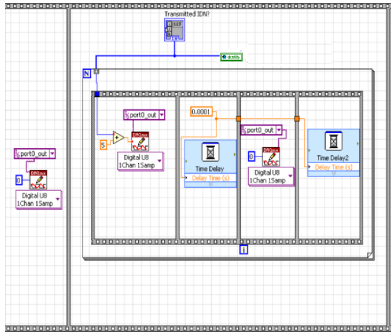 Transmitted IDN?
N
port0_out
0.0001
port0_out
5
Digital U8
1Chan 1Samp
Time Delay
Delay Time (s)
0
Digital U8
1Chan 1Samp
Time Delay2
Delay Time (s)
port0_out
0
Digital U8
1Chan 1Samp
i